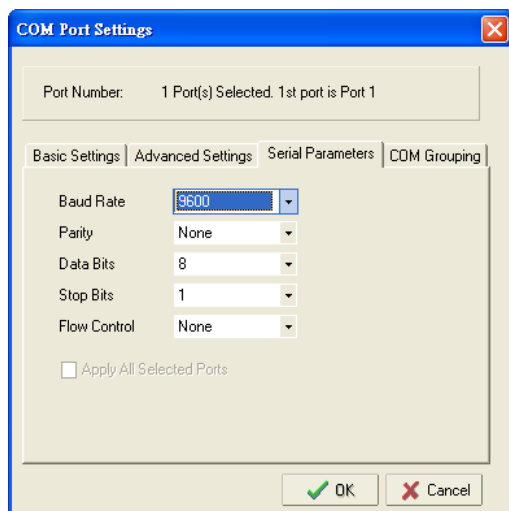 COM Port Settings
Port Number: 1 Port(s) Selected. 1st port is Port 1
Basic Settings Advanced Settings Serial Parameters COM Grouping
Baud Rate 9600
Parity None
Data Bits 8
Stop Bits 1
Flow Control None
Apply All Selected Ports
OK Cancel